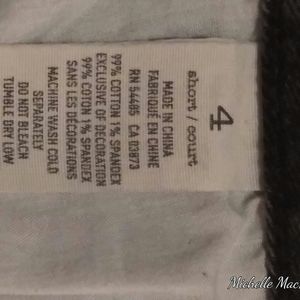 4
short / court
MADE IN CHINA
FABRIQUÉ EN CHINE
RN 54485 CA 03873
99% COTTON 1% SPANDEX
EXCLUSIVE OF DECORATION
99% COTON 1% SPANDEX
SANS LES DÉCORATIONS
MACHINE WASH COLD
SEPARATELY
DO NOT BLEACH
TUMBLE DRY LOW
Michelle Mac